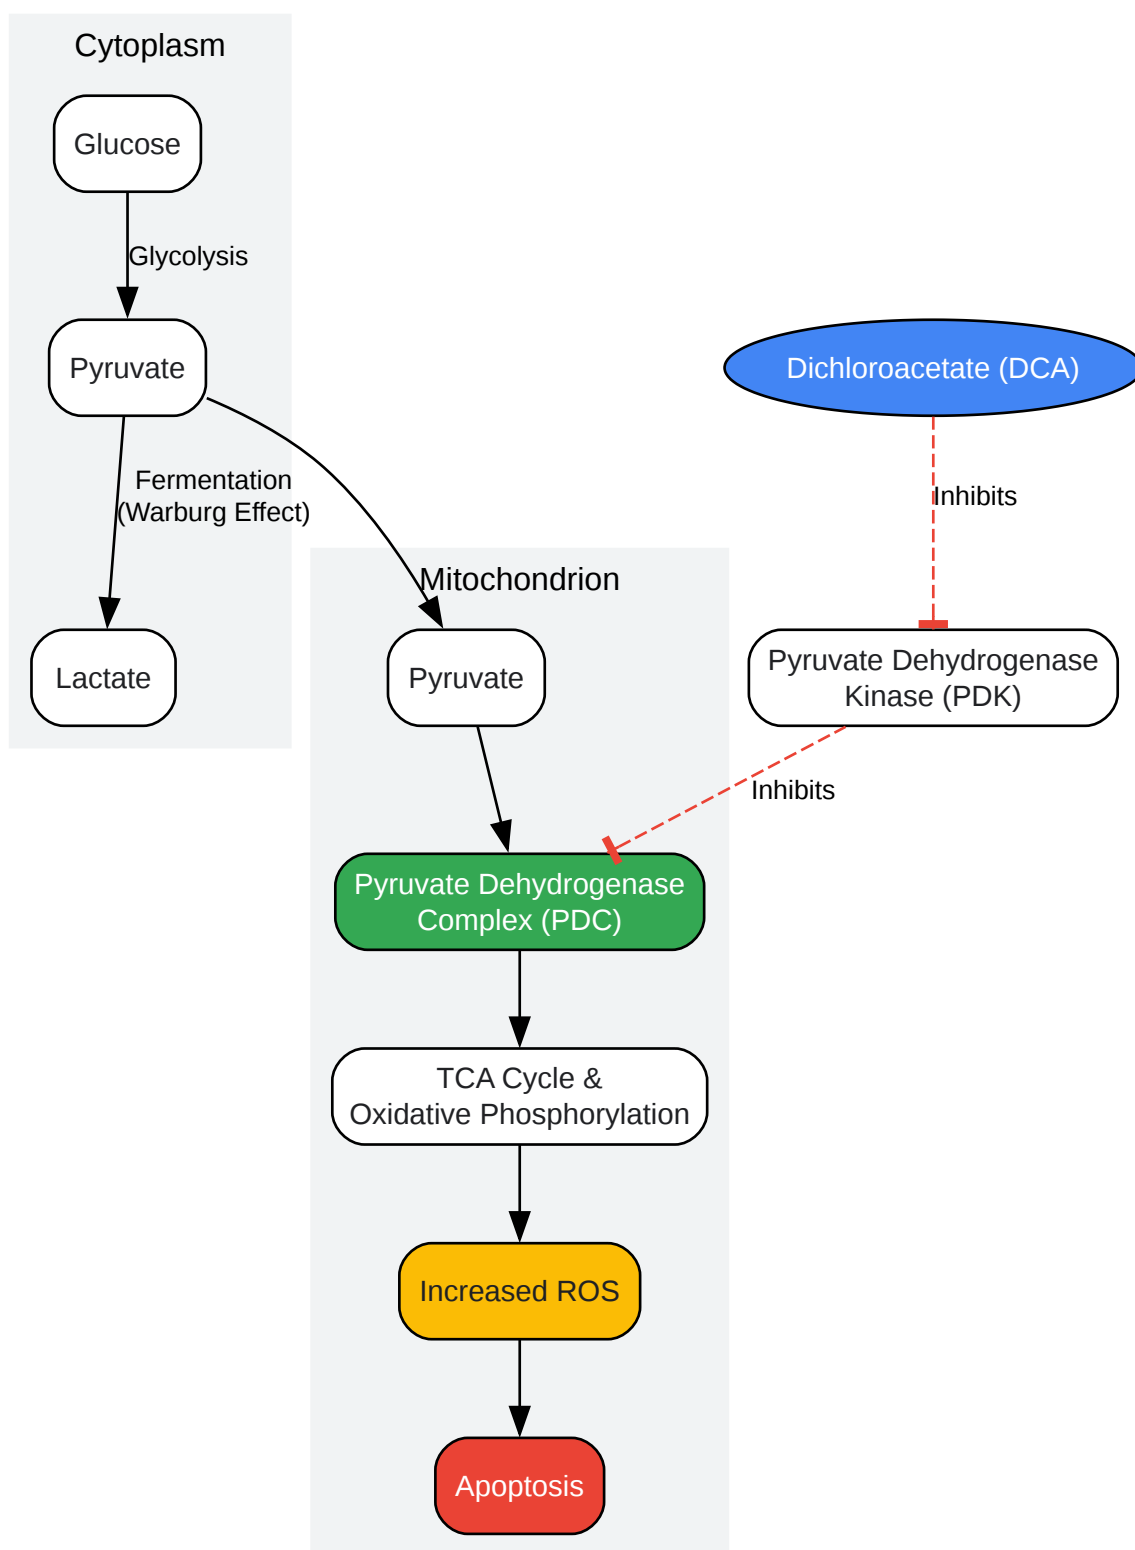 Cytoplasm
Glucose
Glycolysis
Pyruvate
Dichloroacetate (DCA)
Fermentation
(Warburg Effect)
Inhibits
Mitochondrion
Lactate
Pyruvate
Pyruvate Dehydrogenase
Kinase (PDK)
Inhibits
Pyruvate Dehydrogenase
Complex (PDC)
TCA Cycle &
Oxidative Phosphorylation
Increased ROS
Apoptosis